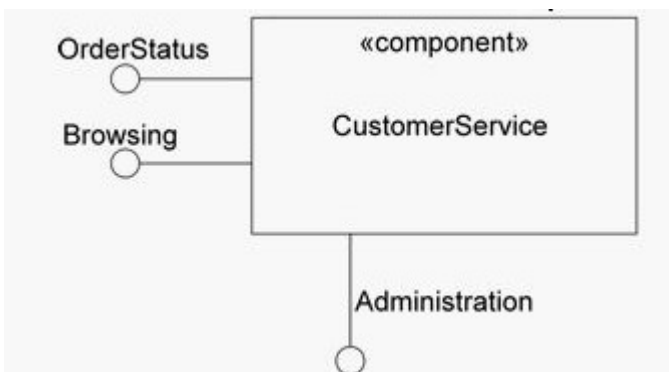 OrderStatus
«component»
CustomerService
Browsing
Administration